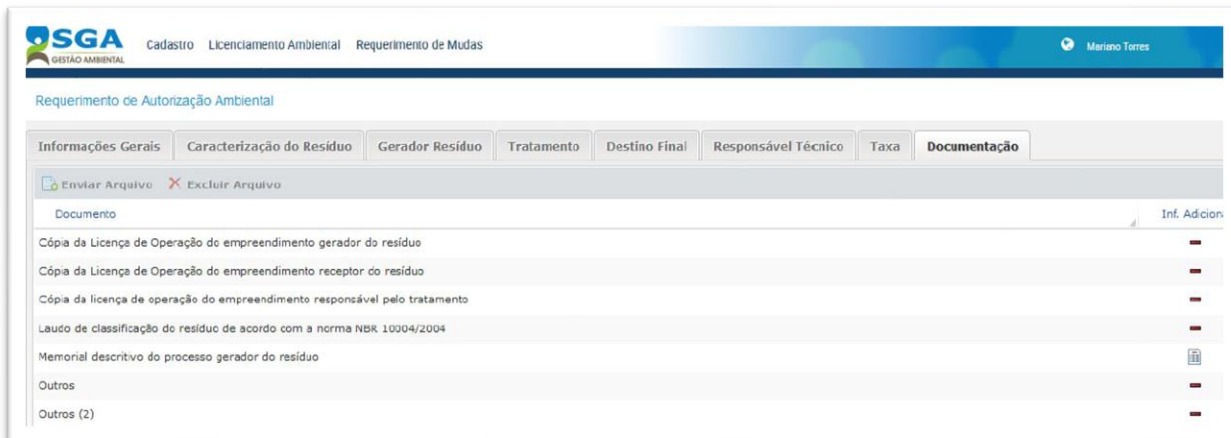 SGA
GESTÃO AMBIENTAL
Cadastro Licenciamento Ambiental Requerimento de Mudas
Mariano Torres
Requerimento de Autorização Ambiental
Informações Gerais Caracterização do Resíduo Gerador Resíduo Tratamento Destino Final Responsável Técnico Taxa Documentação
Enviar Arquivo Excluir Arquivo
Documento Inf. Adicion
Cópia da Licença de Operação do empreendimento gerador do resíduo
Cópia da Licença de Operação do empreendimento receptor do resíduo
Cópia da licença de operação do empreendimento responsável pelo tratamento
Laudo de classificação do resíduo de acordo com a norma NBR 10004/2004
Memorial descritivo do processo gerador do resíduo
Outros
Outros (2)